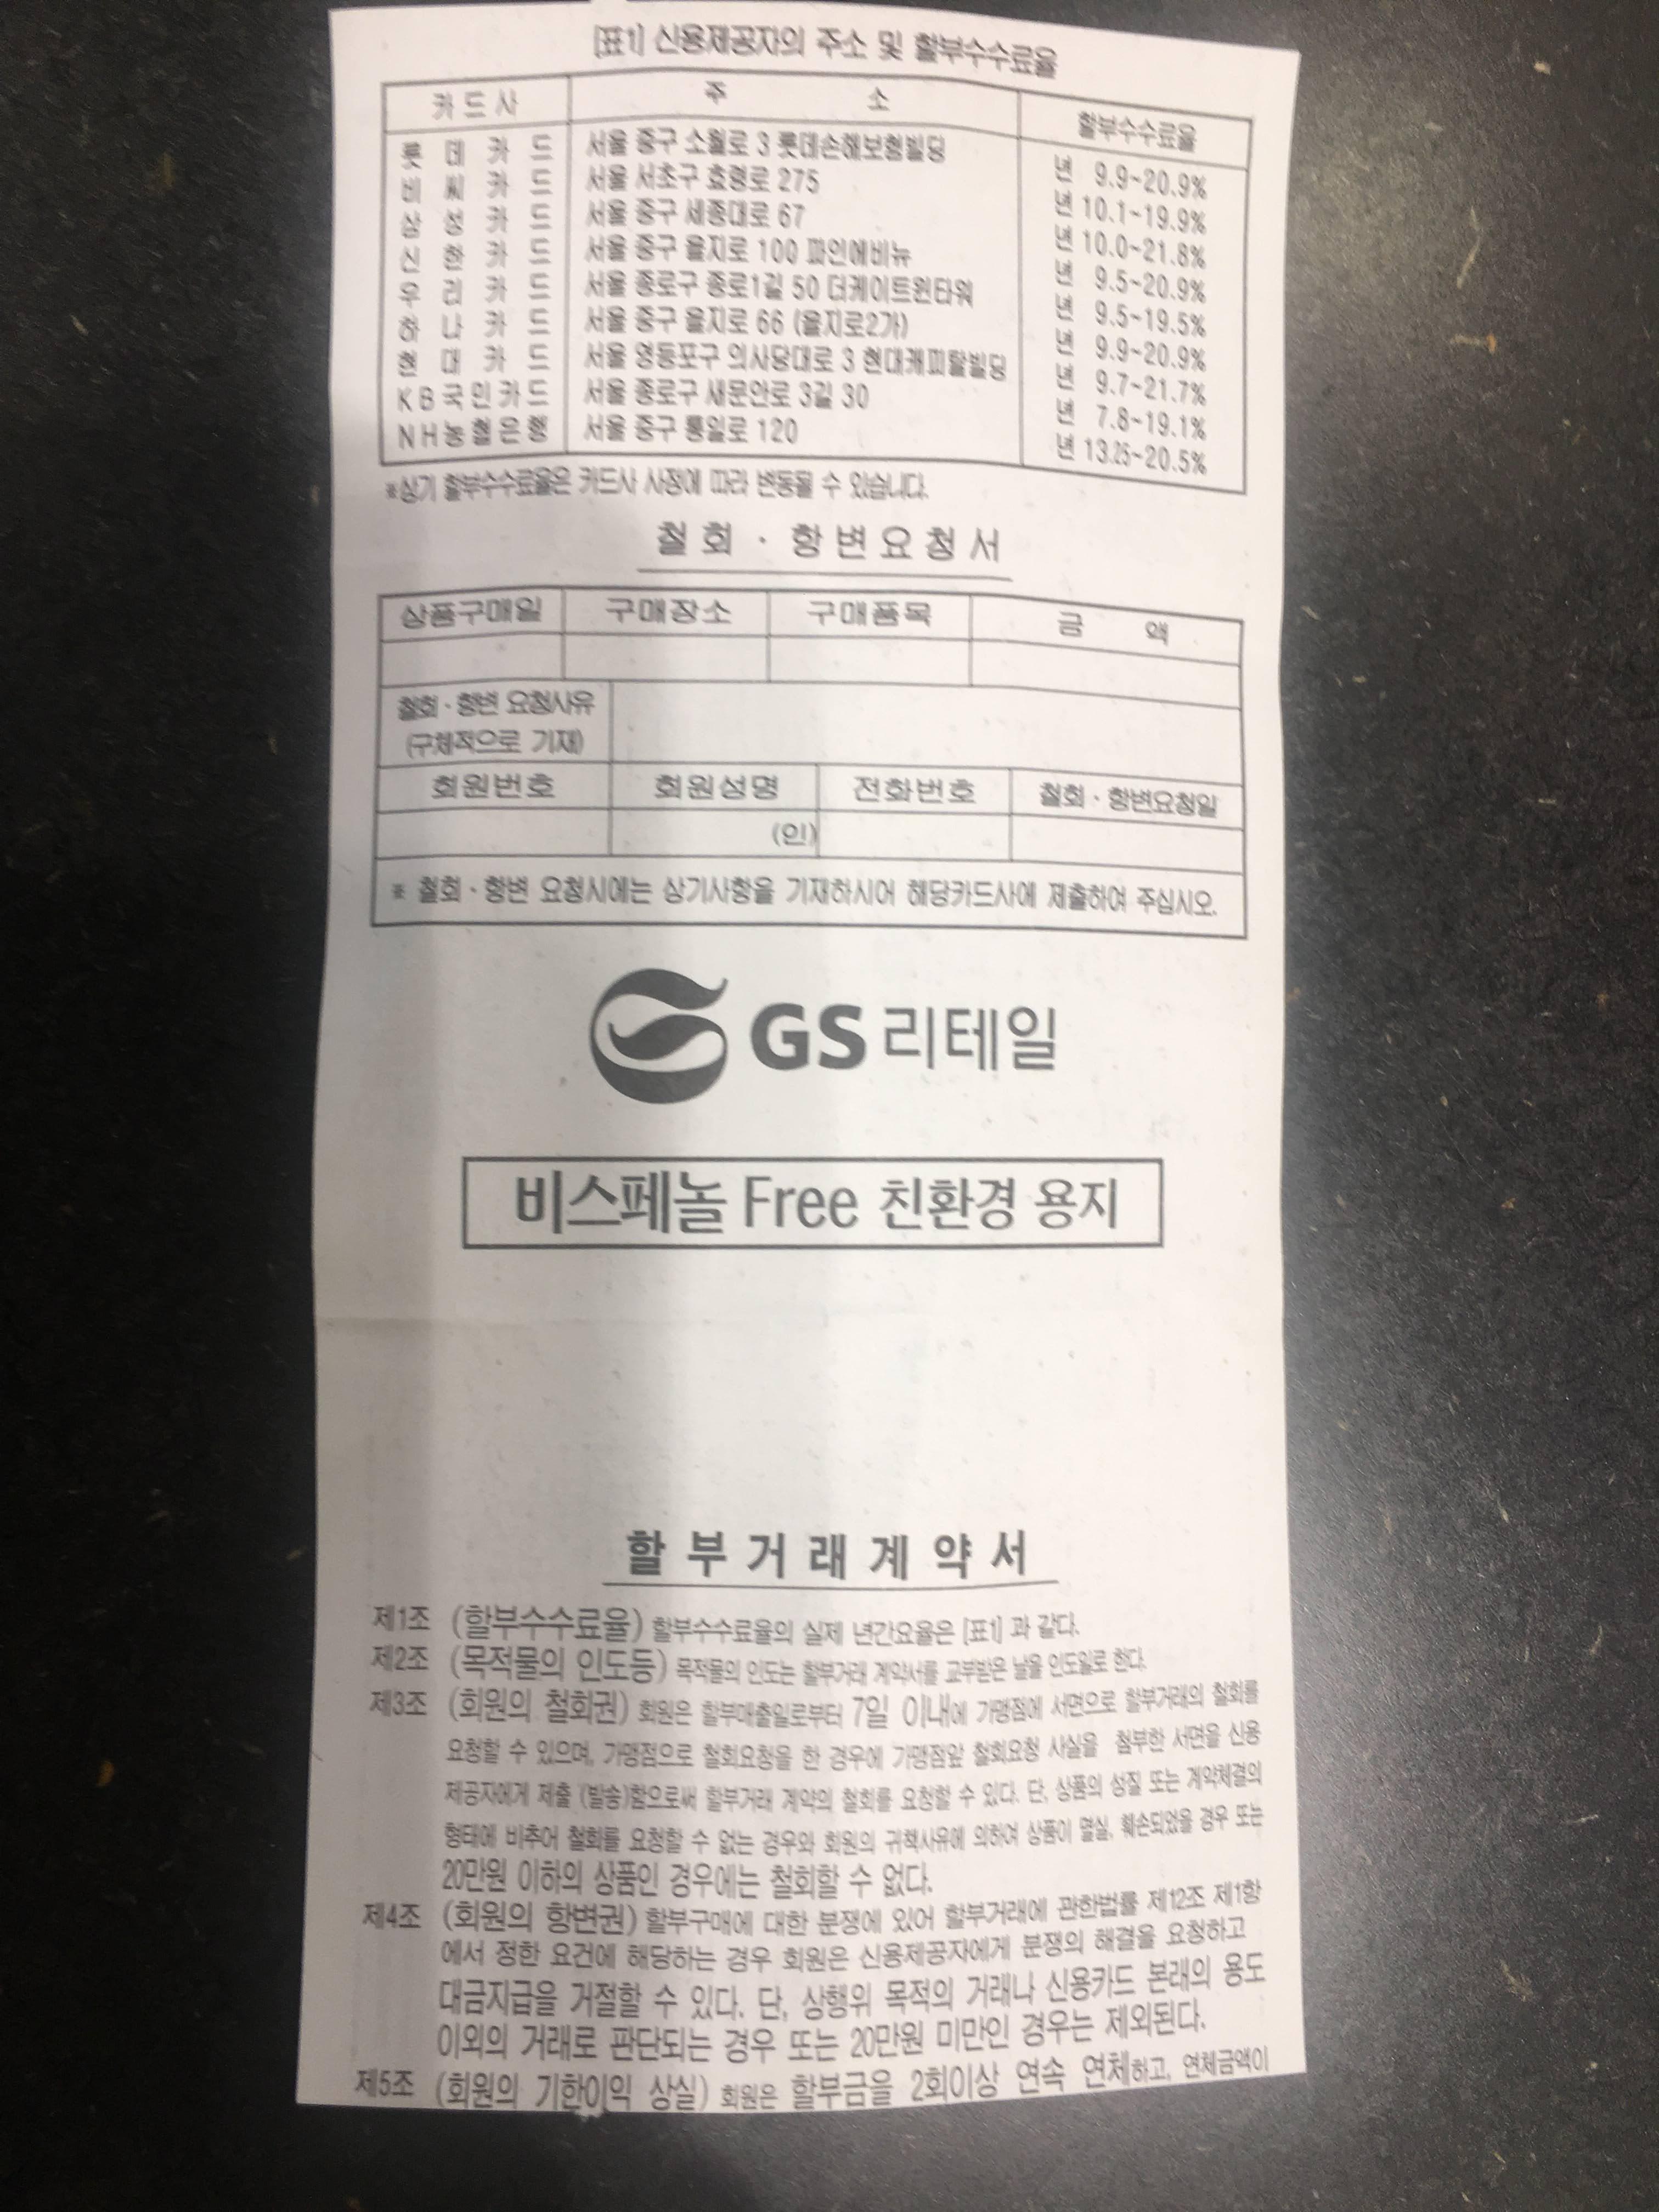 [표1] 신용제공자의 주소 및 할부수수료율
카드사 주 소 할부수수료율
롯데카드 서울 중구 소월로 3 롯데손해보험빌딩 년 9.9~20.9%
비씨카드 서울 서초구 효령로 275 년 10.1~19.9%
삼성카드 서울 중구 세종대로 67 년 10.0~21.8%
신한카드 서울 중구 을지로 100 파인에비뉴 년 9.5~20.9%
우리카드 서울 종로구 종로1길 50 더케이트윈타워 년 9.5~19.5%
하나카드 서울 중구 을지로 66 (을지로2가) 년 9.9~20.9%
현대카드 서울 영등포구 의사당대로 3 현대캐피탈빌딩 년 9.7~21.7%
KB국민카드 서울 종로구 새문안로 3길 30 년 7.8~19.1%
NH농협은행 서울 중구 통일로 120 년 13.25~20.5%
※상기 할부수수료율은 카드사 사정에 따라 변동될 수 있습니다.
철회 · 항변요청서
상품구매일 구매장소 구매품목 금 액
철회 · 항변 요청사유
(구체적으로 기재)
회원번호 회원성명 전화번호 철회 · 항변요청일
(인)
※ 철회 · 항변 요청시에는 상기사항을 기재하시어 해당카드사에 제출하여 주십시오.
GS리테일
비스페놀 Free 친환경 용지
할부거래계약서
제1조 (할부수수료율) 할부수수료율의 실제 년간요율은 [표1] 과 같다.
제2조 (목적물의 인도등) 목적물의 인도는 할부거래 계약서를 교부받은 날을 인도일로 한다.
제3조 (회원의 철회권) 회원은 할부매출일로부터 7일 이내에 가맹점에 서면으로 할부거래의 철회를
요청할 수 있으며, 가맹점으로 철회요청을 한 경우에 가맹점앞 철회요청 사실을 첨부한 서면을 신용
제공자에게 제출 (발송)함으로써 할부거래 계약의 철회를 요청할 수 있다. 단, 상품의 성질 또는 계약체결의
형태에 비추어 철회를 요청할 수 없는 경우와 회원의 귀책사유에 의하여 상품이 멸실, 훼손되었을 경우 또는
20만원 이하의 상품인 경우에는 철회할 수 없다.
제4조 (회원의 항변권) 할부구매에 대한 분쟁에 있어 할부거래에 관한법률 제12조 제1항
에서 정한 요건에 해당하는 경우 회원은 신용제공자에게 분쟁의 해결을 요청하고
대금지급을 거절할 수 있다. 단, 상행위 목적의 거래나 신용카드 본래의 용도
이외의 거래로 판단되는 경우 또는 20만원 미만인 경우는 제외된다.
제5조 (회원의 기한이익 상실) 회원은 할부금을 2회이상 연속 연체하고, 연체금액이